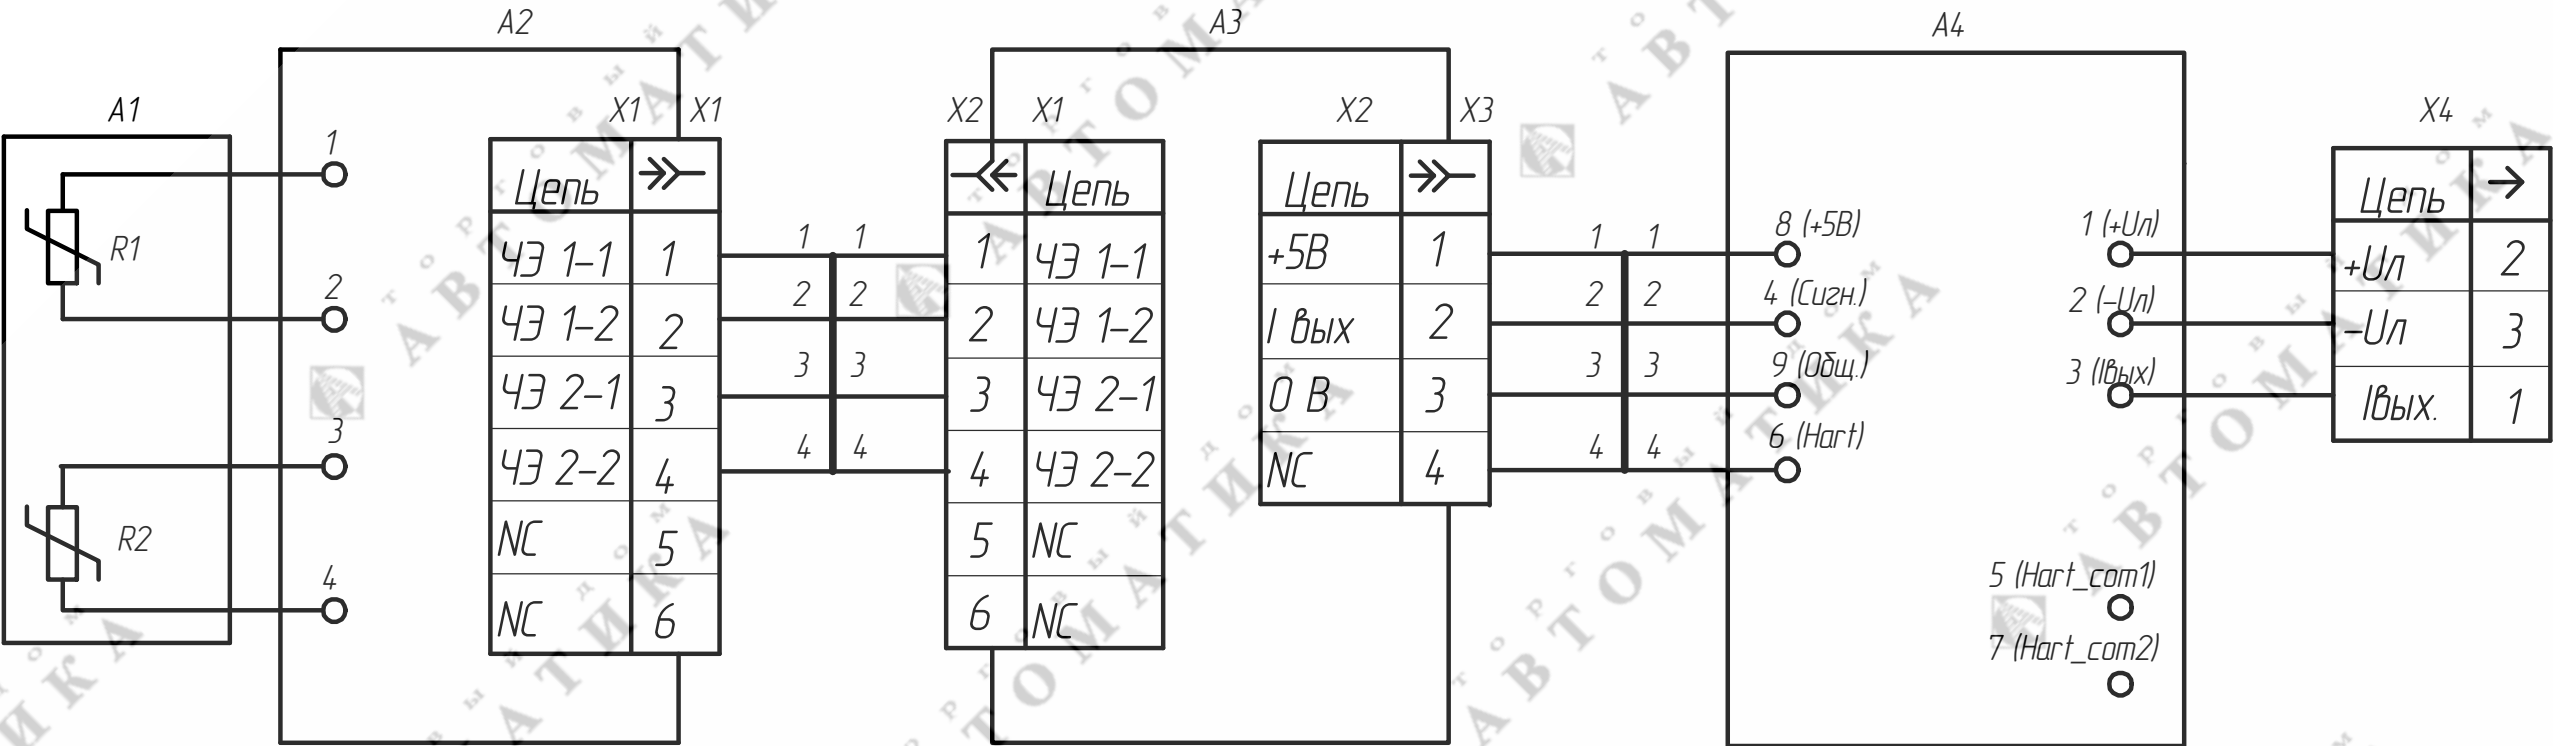 A1
R1
R2
A2
1
2
3
4
X1 X1
Цепь
ЧЭ 1-1 1
ЧЭ 1-2 2
ЧЭ 2-1 3
ЧЭ 2-2 4
NC 5
NC 6
1 1
2 2
3 3
4 4
A3
X2 X1
Цепь
1 ЧЭ 1-1
2 ЧЭ 1-2
3 ЧЭ 2-1
4 ЧЭ 2-2
5 NC
6 NC
X2 X3
Цепь
+5В 1
I вых 2
0 В 3
NC 4
1 1
2 2
3 3
4 4
A4
8 (+5В)
4 (Сигн.)
9 (Общ.)
6 (Hart)
1 (+Uл)
2 (-Uл)
3 (Iвых)
5 (Hart_com1)
7 (Hart_com2)
X4
Цепь
+Uл 2
-Uл 3
Iвых. 1
торговый дом
АВТОМАТИКА